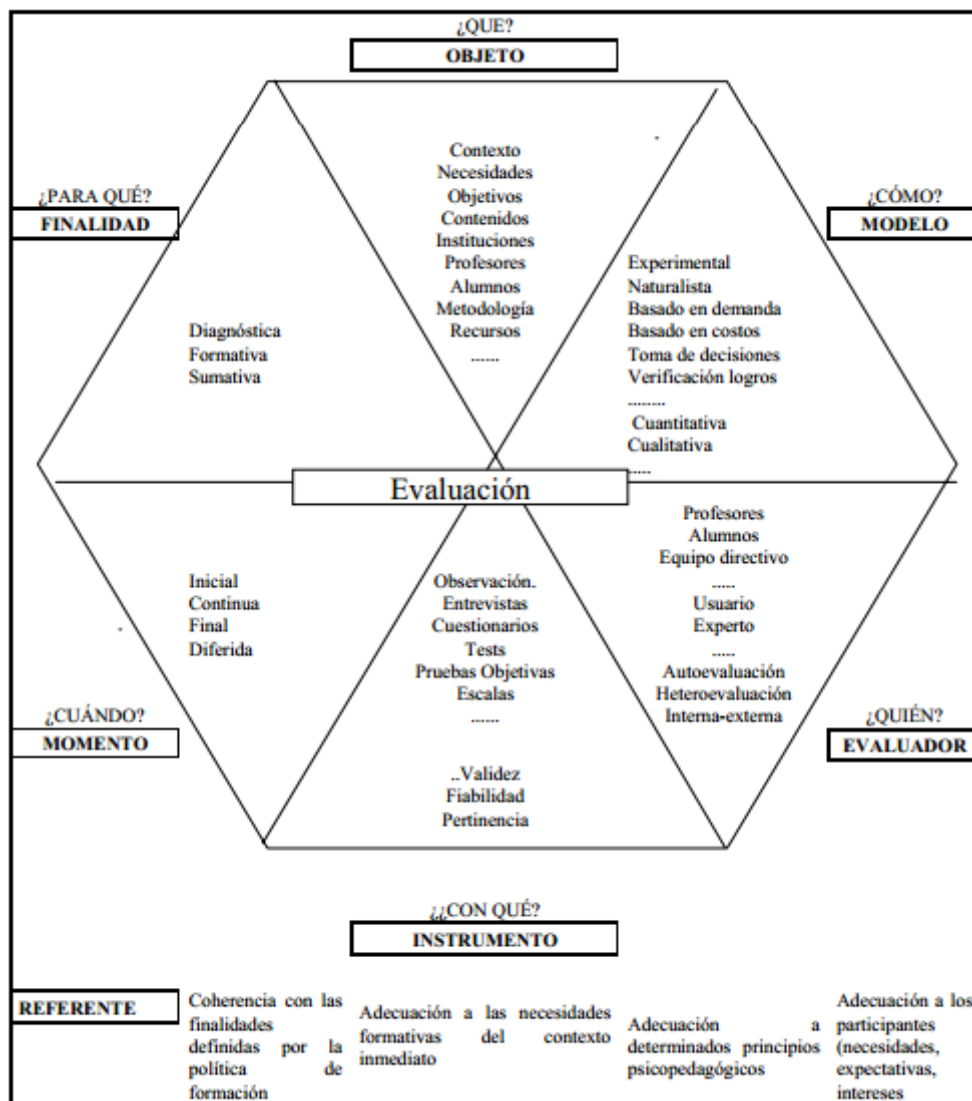 ¿QUE?
OBJETO
¿PARA QUÉ?
FINALIDAD
¿CÓMO?
MODELO
Contexto
Necesidades
Objetivos
Contenidos
Instituciones
Profesores
Alumnos
Metodología
Recursos
......
Experimental
Naturalista
Basado en demanda
Basado en costos
Toma de decisiones
Verificación logros
.........
Cuantitativa
Cualitativa
.....
Diagnóstica
Formativa
Sumativa
Evaluación
Inicial
Continua
Final
Diferida
Observación.
Entrevistas
Cuestionarios
Tests
Pruebas Objetivas
Escalas
......
..Validez
Fiabilidad
Pertinencia
Profesores
Alumnos
Equipo directivo
.....
Usuario
Experto
.....
Autoevaluación
Heteroevaluación
Interna-externa
¿CUÁNDO?
MOMENTO
¿QUIÉN?
EVALUADOR
¿¿CON QUÉ?
INSTRUMENTO
REFERENTE
Coherencia con las
finalidades
definidas por la
política de
formación
Adecuación a las necesidades
formativas del contexto
inmediato
Adecuación a
determinados principios
psicopedagógicos
Adecuación a los
participantes
(necesidades,
expectativas,
intereses